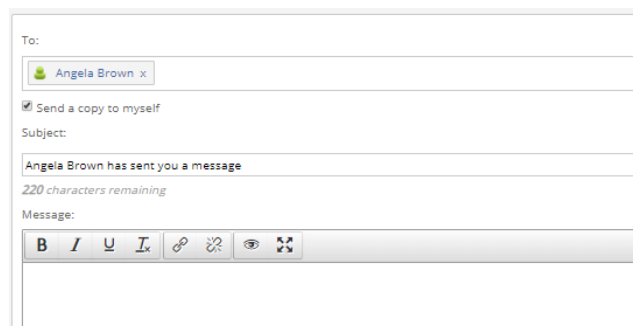 To:
Angela Brown x
Send a copy to myself
Subject:
Angela Brown has sent you a message
220 characters remaining
Message:
B I U Tx